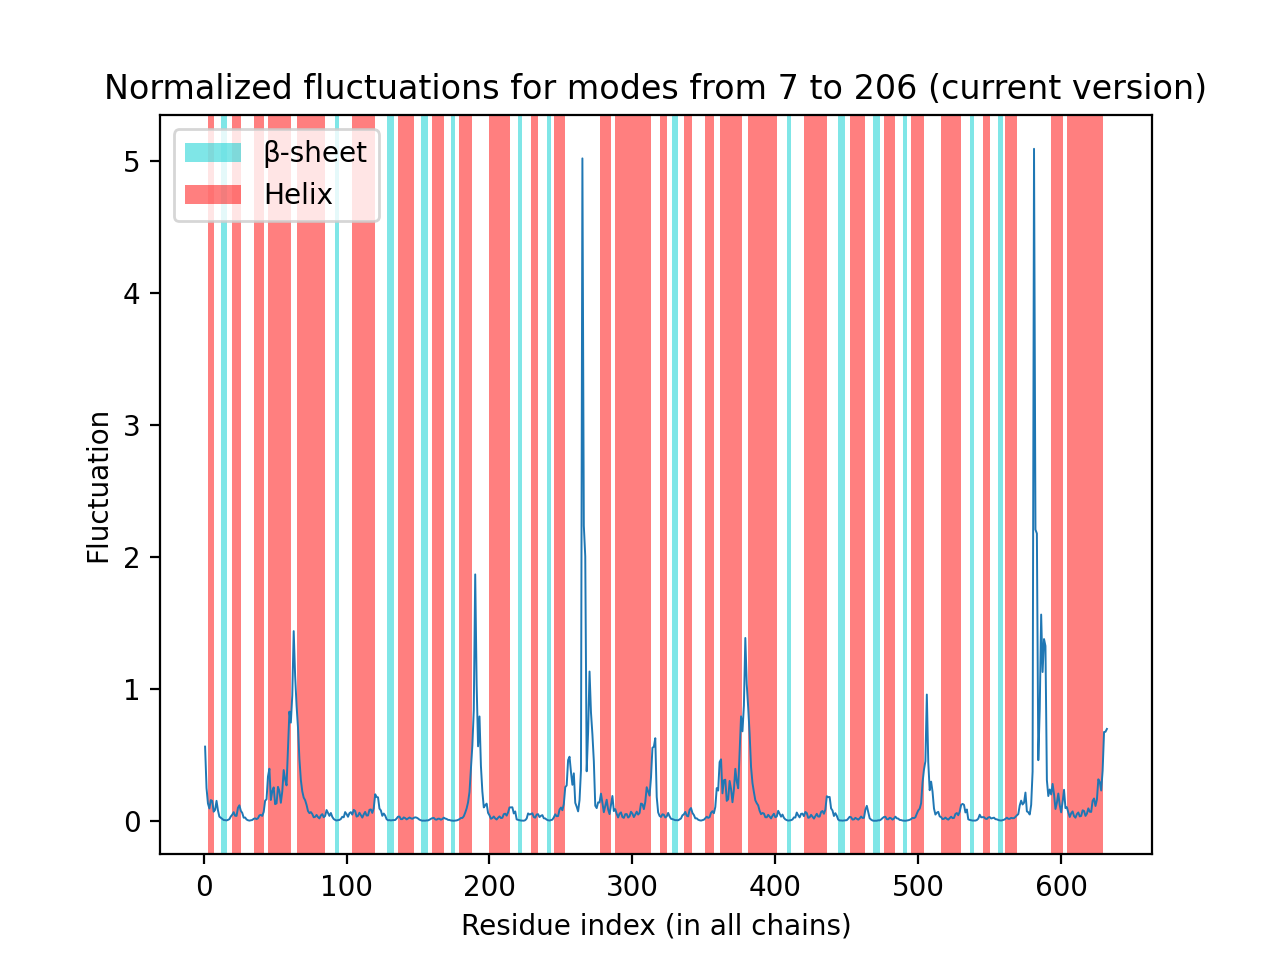 Normalized fluctuations for modes from 7 to 206 (current version)
β-sheet
Helix
5
4
3
2
1
0
Fluctuation
0 100 200 300 400 500 600
Residue index (in all chains)